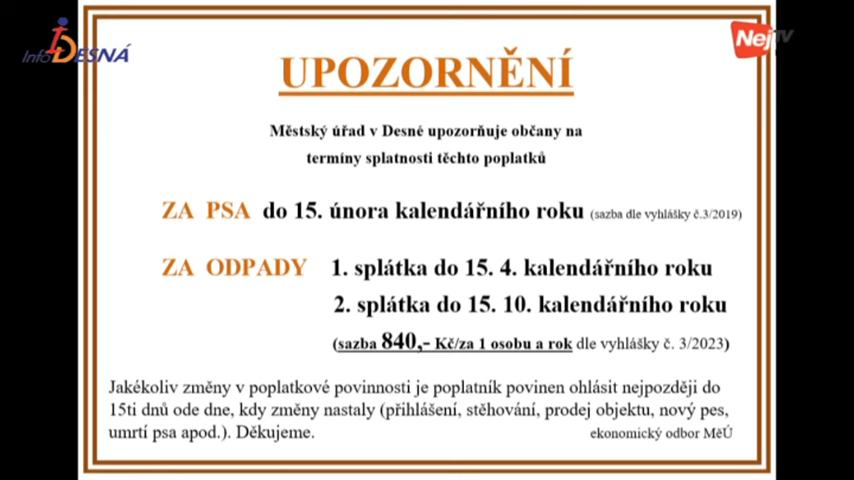 Info DESNÁ
NejTV
UPOZORNĚNÍ
Městský úřad v Desné upozorňuje občany na
termíny splatnosti těchto poplatků
ZA PSA do 15. února kalendářního roku (sazba dle vyhlášky č.3/2019)
ZA ODPADY 1. splátka do 15. 4. kalendářního roku
2. splátka do 15. 10. kalendářního roku
(sazba 840,- Kč/za 1 osobu a rok dle vyhlášky č. 3/2023)
Jakékoliv změny v poplatkové povinnosti je poplatník povinen ohlásit nejpozději do
15ti dnů ode dne, kdy změny nastaly (přihlášení, stěhování, prodej objektu, nový pes,
umrtí psa apod.). Děkujeme. ekonomický odbor MěÚ